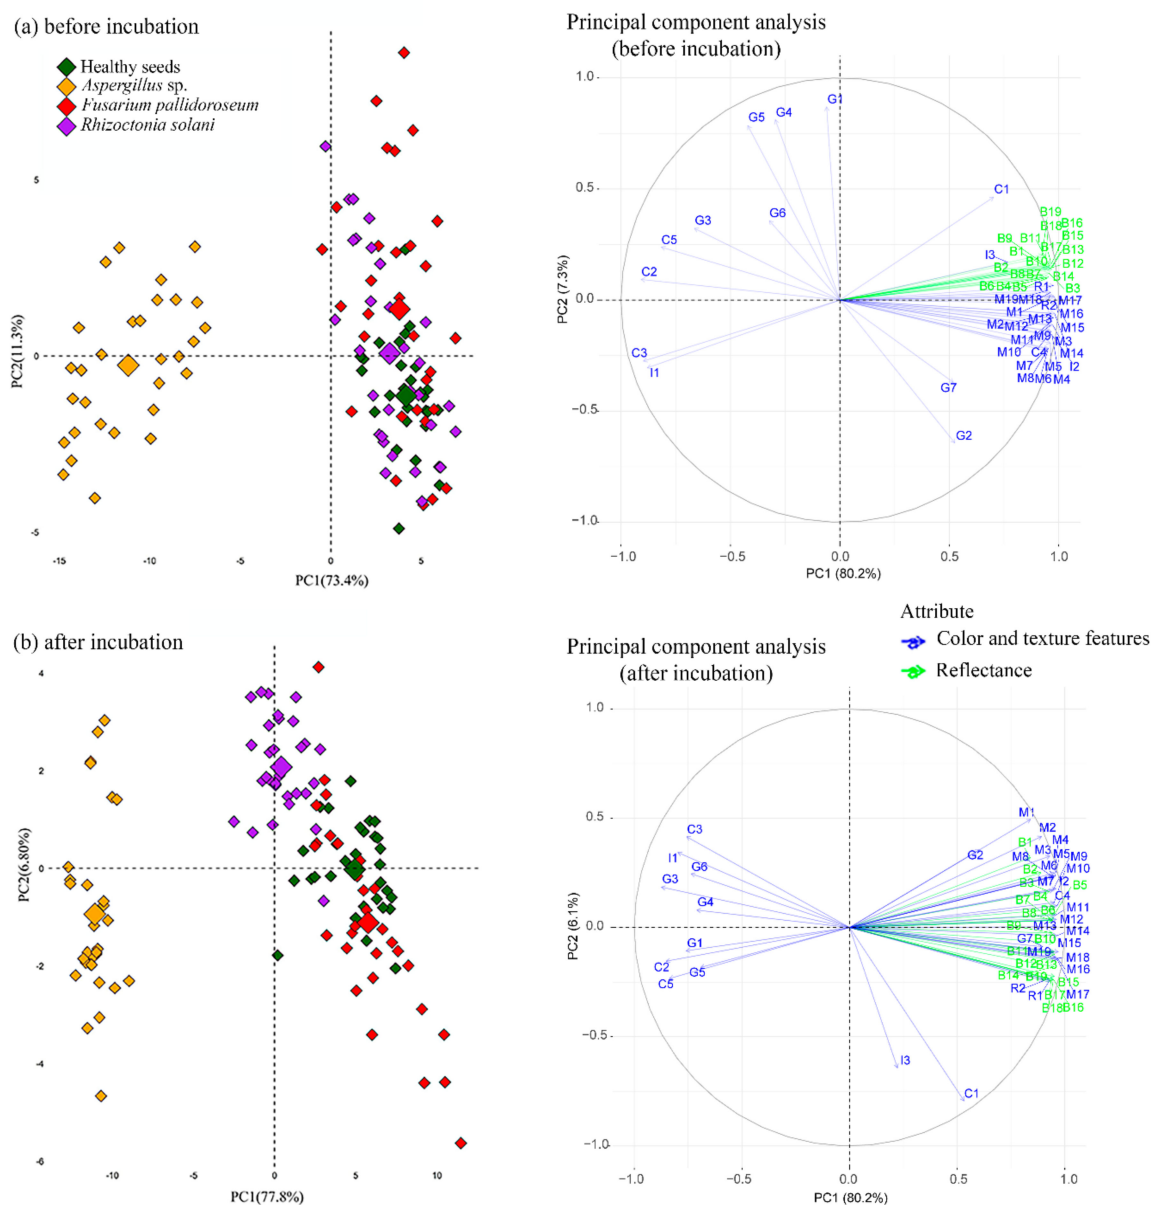 (a) before incubation
Healthy seeds
Aspergillus sp.
Fusarium pallidoroseum
Rhizoctonia solani
5
0
-5
PC2(11.3%)
-15
-10
-5
0
5
PC1(73.4%)
Principal component analysis
(before incubation)
1.0
0.5
0.0
−0.5
−1.0
PC2 (7.3%)
G1
G4
G5
G6
G3
C5
C2
C3
I1
G7
G2
C1
B19
B18
B16
B9
B11
B15
B1
B17
B13
I3
B10
B12
B2
B8
B7
B14
B6
B4
B5
R1
B3
M19
M18
R2
M17
M1
M16
M2
M12
M13
M15
M11
M9
M3
M10
C4
M14
M7
M5
I2
M8
M6
M4
−1.0
−0.5
0.0
0.5
1.0
PC1 (80.2%)
(b) after incubation
4
2
0
-2
-4
-6
PC2(6.80%)
-10
-5
0
5
10
PC1(77.8%)
Attribute
Color and texture features
Reflectance
Principal component analysis
(after incubation)
1.0
0.5
0.0
−0.5
−1.0
PC2 (6.1%)
C3
I1
G6
G3
G4
G1
C2
G5
C5
I3
C1
M1
M2
M4
B1
G2
M8
M3
M5
M9
B2
M6
M10
B3
M7
I2
B5
B7
B4
C4
M11
B8
B6
M12
B9
M13
M14
G7
B10
M15
B11
M19
M18
B12
B13
M16
B14
B19
B15
R2
R1
B17
M17
B18
B16
−1.0
−0.5
0.0
0.5
1.0
PC1 (80.2%)